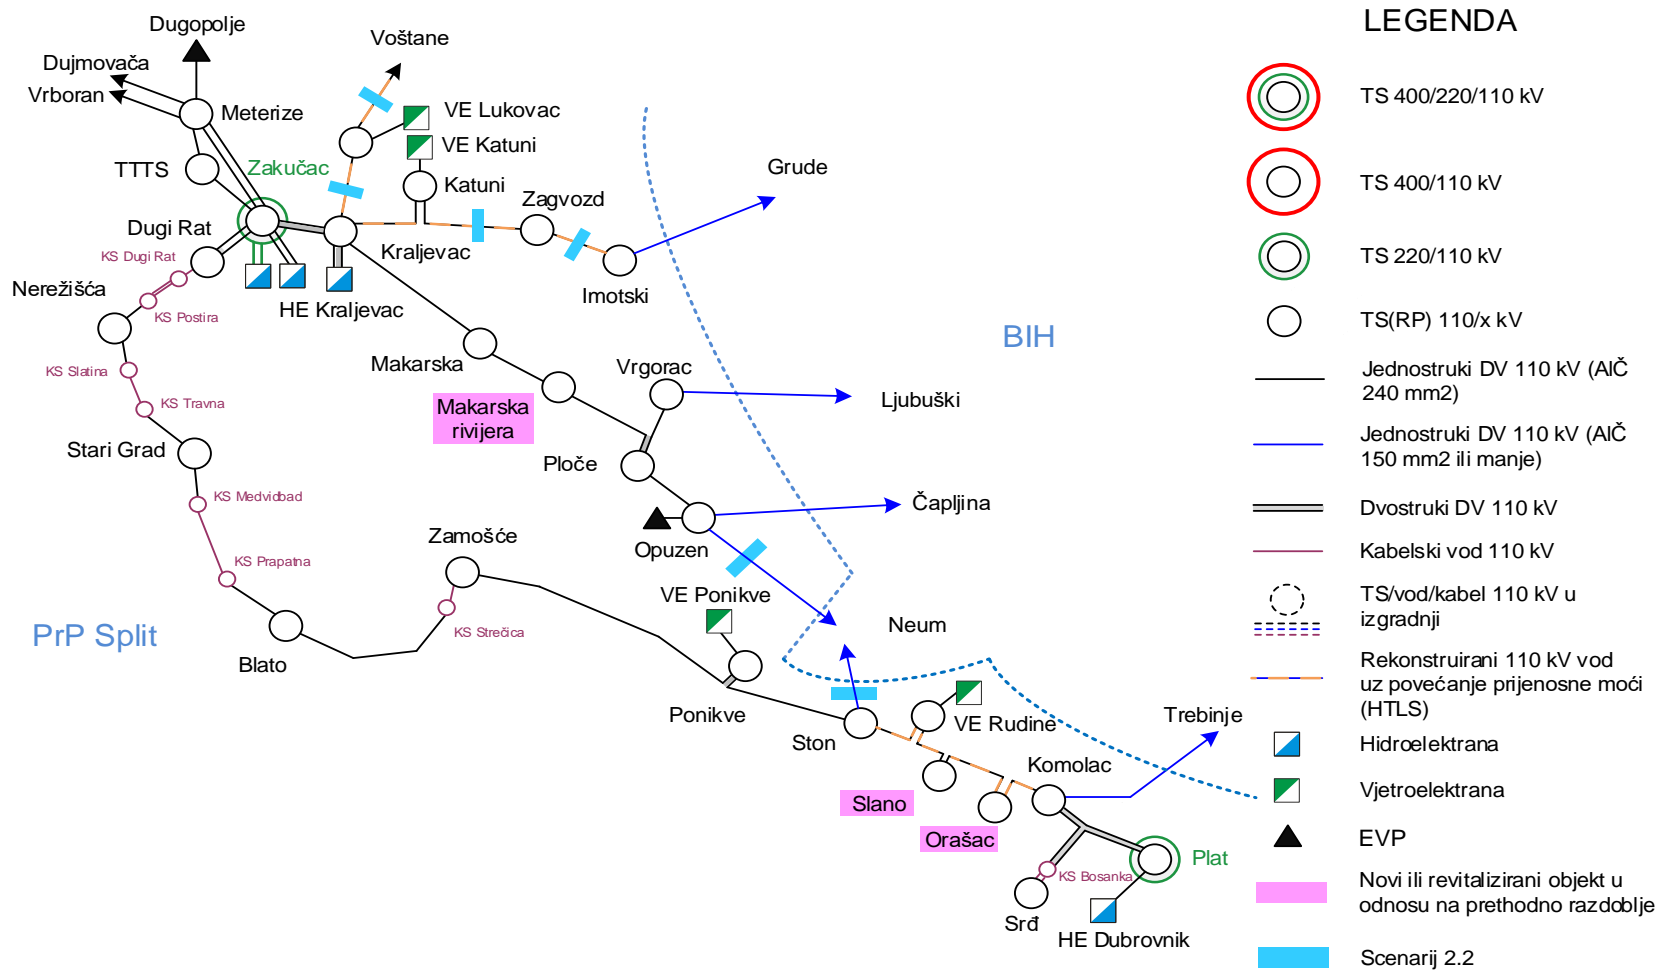 LEGENDA
Dugopolje
Voštane
Dujmovača
Vrboran
Meterize
VE Lukovac
VE Katuni
TTTS
Zakučac
Katuni
Zagvozd
Grude
Dugi Rat
Kraljevac
KS Dugi Rat
Nerežišća
KS Postira
HE Kraljevac
Imotski
BIH
Makarska
Vrgorac
KS Slatina
KS Travna
Makarska
rivijera
Ljubuški
Stari Grad
Ploče
KS Medvidbad
Čapljina
Zamošće
Opuzen
KS Prapatna
VE Ponikve
KS Strečica
Neum
PrP Split
Blato
Ponikve
Ston
VE Rudine
Trebinje
Komolac
Slano
Orašac
Plat
KS Bosanka
Srđ
HE Dubrovnik
TS 400/220/110 kV
TS 400/110 kV
TS 220/110 kV
TS(RP) 110/x kV
Jednostruki DV 110 kV (AlČ
240 mm2)
Jednostruki DV 110 kV (AlČ
150 mm2 ili manje)
Dvostruki DV 110 kV
Kabelski vod 110 kV
TS/vod/kabel 110 kV u
izgradnji
Rekonstruirani 110 kV vod
uz povećanje prijenosne moći
(HTLS)
Hidroelektrana
Vjetroelektrana
EVP
Novi ili revitalizirani objekt u
odnosu na prethodno razdoblje
Scenarij 2.2